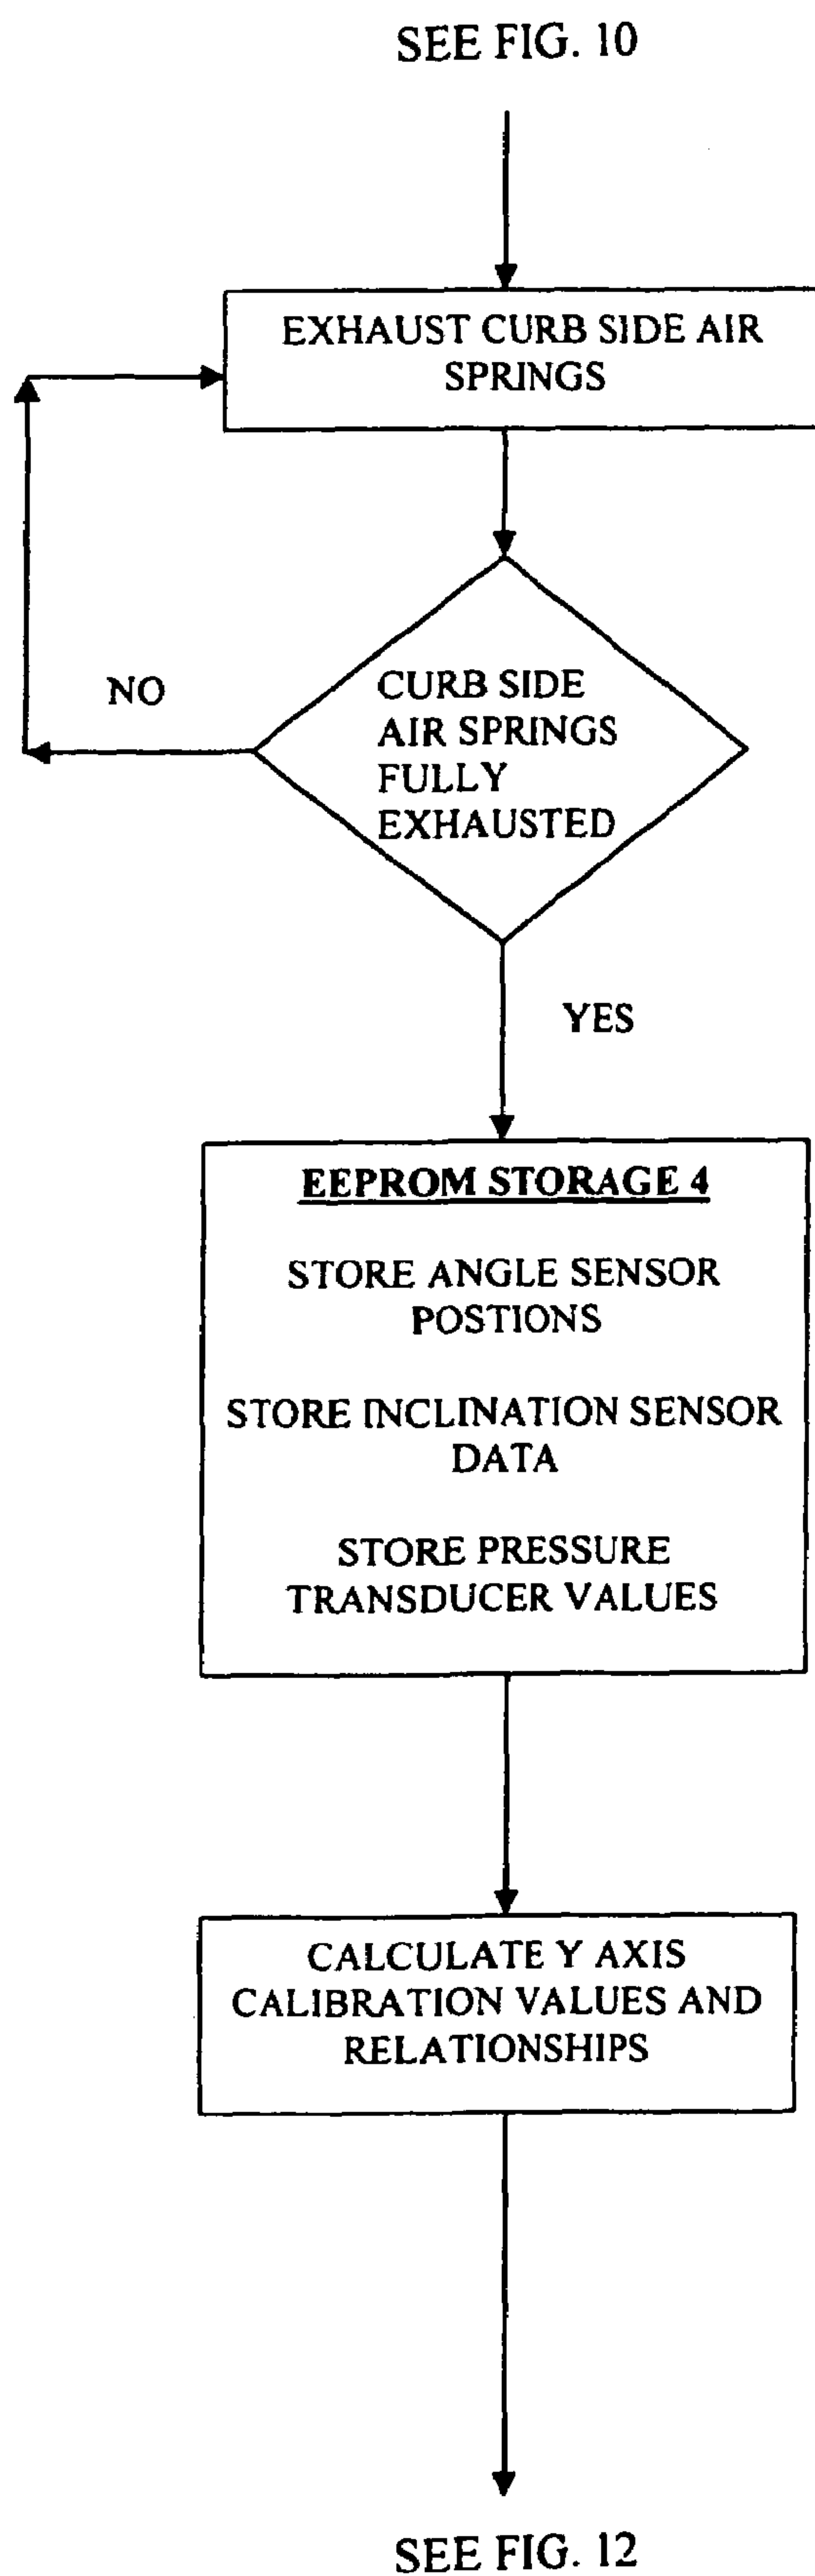 SEE FIG. 10
EXHAUST CURB SIDE AIR
SPRINGS
NO
CURB SIDE
AIR SPRINGS
FULLY
EXHAUSTED
YES
EEPROM STORAGE 4
STORE ANGLE SENSOR
POSTIONS
STORE INCLINATION SENSOR
DATA
STORE PRESSURE
TRANSDUCER VALUES
CALCULATE Y AXIS
CALIBRATION VALUES AND
RELATIONSHIPS
SEE FIG. 12